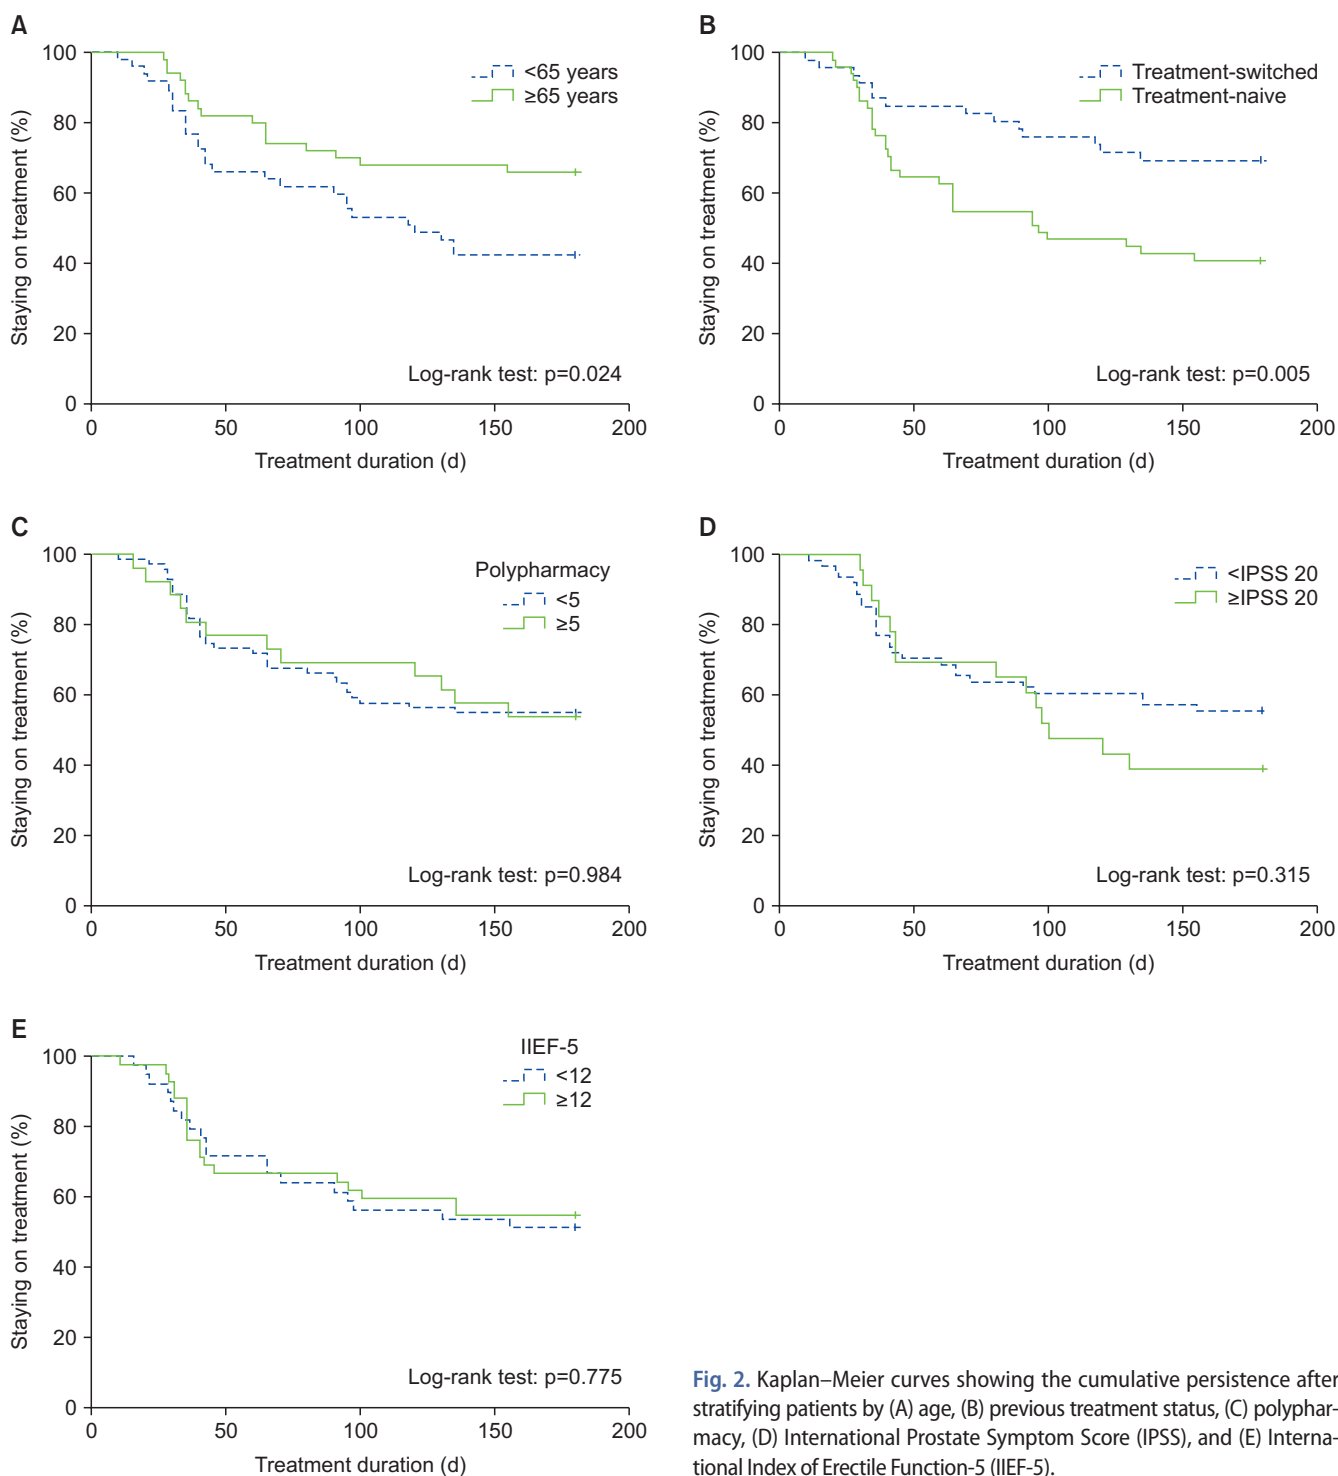 A
100
80
60
40
20
0
Staying on treatment (%)
<65 years
≥65 years
Log-rank test: p=0.024
0 50 100 150 200
Treatment duration (d)
B
100
80
60
40
20
0
Staying on treatment (%)
Treatment-switched
Treatment-naive
Log-rank test: p=0.005
0 50 100 150 200
Treatment duration (d)
C
100
80
60
40
20
0
Staying on treatment (%)
Polypharmacy
<5
≥5
Log-rank test: p=0.984
0 50 100 150 200
Treatment duration (d)
D
100
80
60
40
20
0
Staying on treatment (%)
<IPSS 20
≥IPSS 20
Log-rank test: p=0.315
0 50 100 150 200
Treatment duration (d)
E
100
80
60
40
20
0
Staying on treatment (%)
IIEF-5
<12
≥12
Log-rank test: p=0.775
0 50 100 150 200
Treatment duration (d)
Fig. 2. Kaplan–Meier curves showing the cumulative persistence after
stratifying patients by (A) age, (B) previous treatment status, (C) polyphar-
macy, (D) International Prostate Symptom Score (IPSS), and (E) Interna-
tional Index of Erectile Function-5 (IIEF-5).